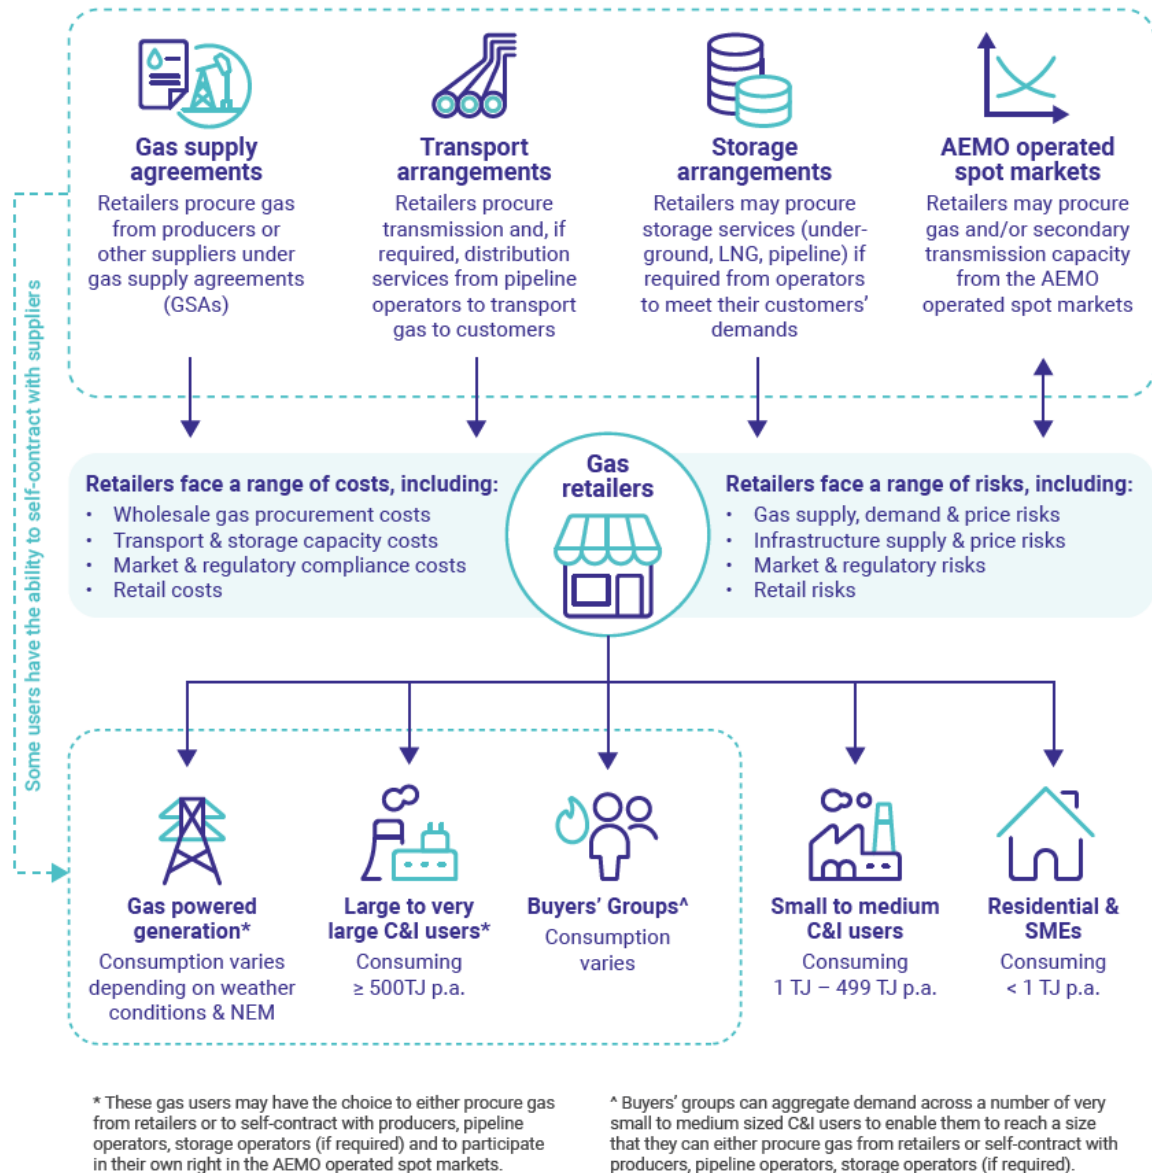 Gas supply
agreements
Retailers procure gas
from producers or
other suppliers under
gas supply agreements
(GSAs)
Transport
arrangements
Retailers procure
transmission and, if
required, distribution
services from pipeline
operators to transport
gas to customers
Storage
arrangements
Retailers may procure
storage services (under-
ground, LNG, pipeline) if
required from operators
to meet their customers’
demands
AEMO operated
spot markets
Retailers may procure
gas and/or secondary
transmission capacity
from the AEMO
operated spot markets
Some users have the ability to self-contract with suppliers
Retailers face a range of costs, including:
• Wholesale gas procurement costs
• Transport & storage capacity costs
• Market & regulatory compliance costs
• Retail costs
Gas
retailers
Retailers face a range of risks, including:
• Gas supply, demand & price risks
• Infrastructure supply & price risks
• Market & regulatory risks
• Retail risks
Gas powered
generation*
Consumption varies
depending on weather
conditions & NEM
Large to very
large C&I users*
Consuming
≥ 500TJ p.a.
Buyers’ Groups^
Consumption
varies
Small to medium
C&I users
Consuming
1 TJ – 499 TJ p.a.
Residential &
SMEs
Consuming
< 1 TJ p.a.
* These gas users may have the choice to either procure gas
from retailers or to self-contract with producers, pipeline
operators, storage operators (if required) and to participate
in their own right in the AEMO operated spot markets.
^ Buyers’ groups can aggregate demand across a number of very
small to medium sized C&I users to enable them to reach a size
that they can either procure gas from retailers or self-contract with
producers, pipeline operators, storage operators (if required).